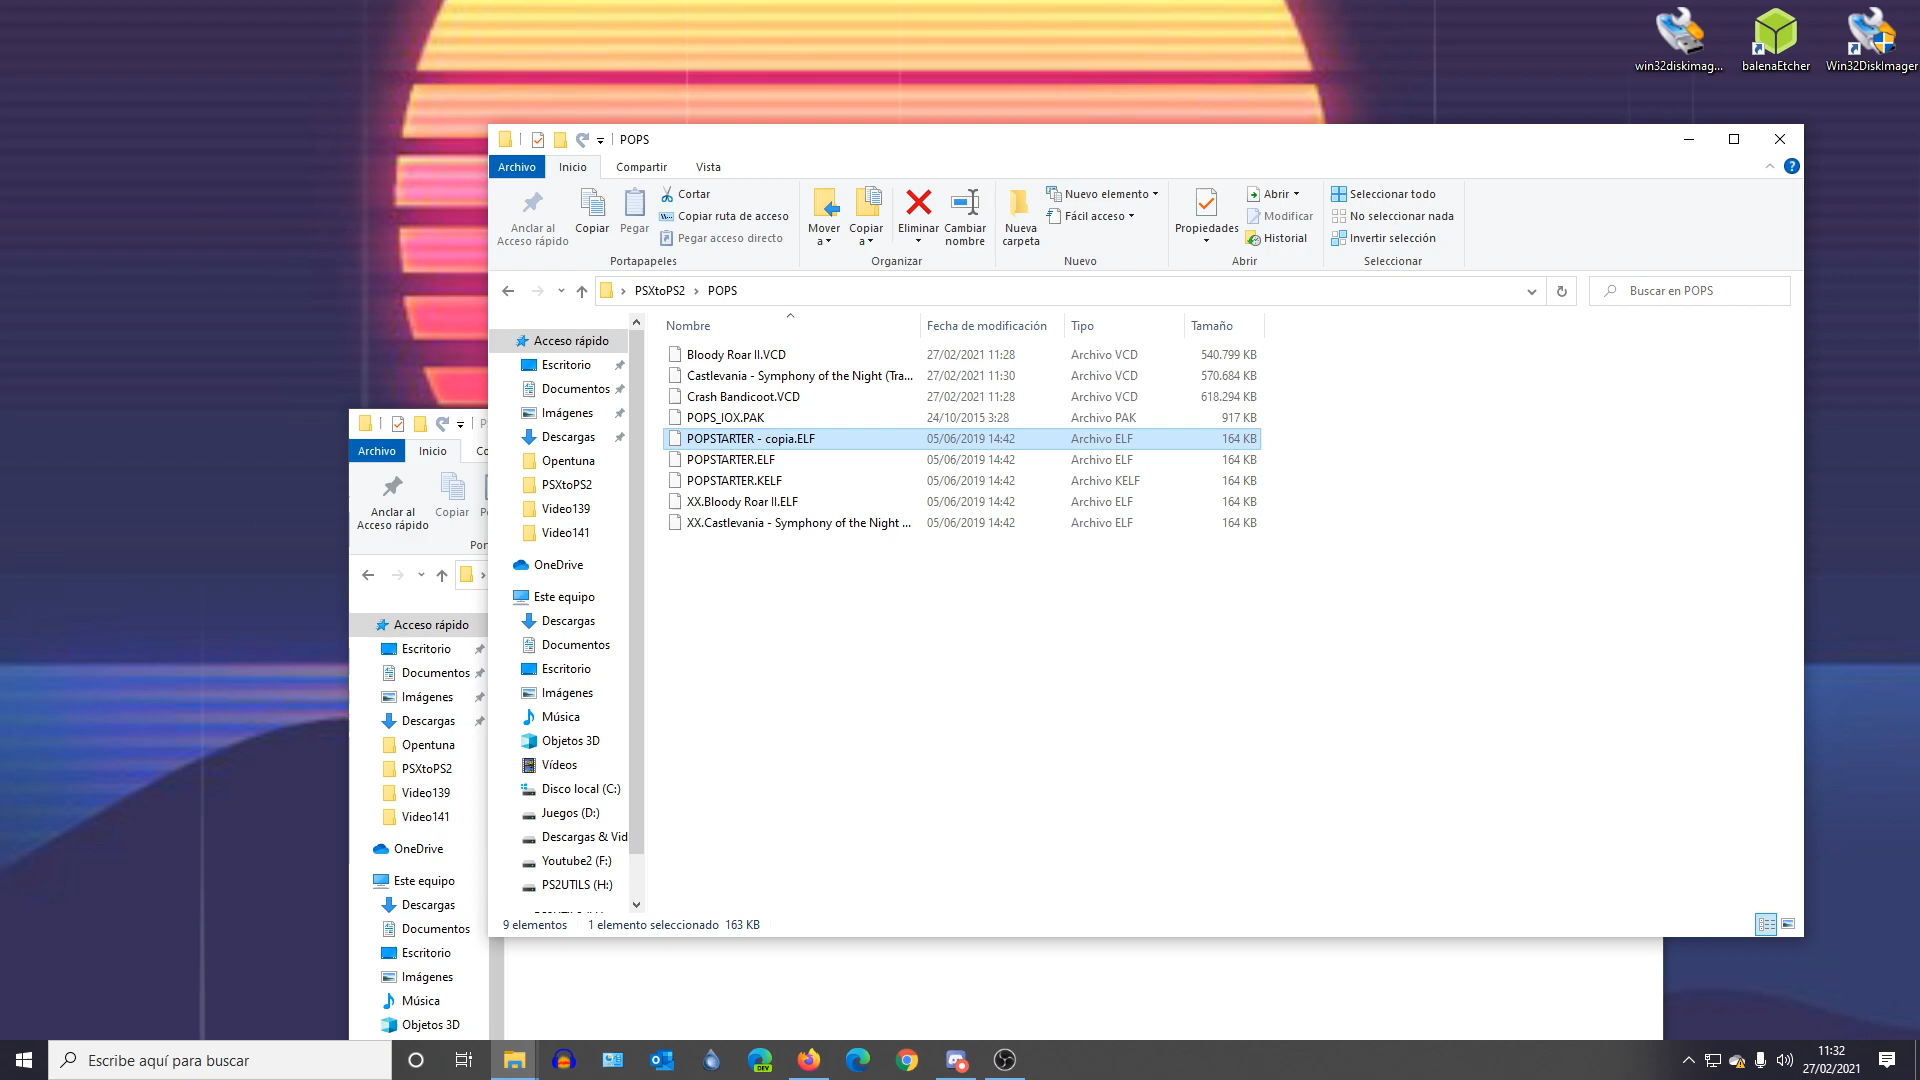 win32diskimag...
balenaEtcher
Win32DiskImager
POPS
Archivo Inicio Compartir Vista
Anclar al
Acceso rápido
Copiar
Pegar
Cortar
Copiar ruta de acceso
Pegar acceso directo
Portapapeles
Mover
a
Copiar
a
Eliminar
Cambiar
nombre
Organizar
Nueva
carpeta
Nuevo elemento
Fácil acceso
Nuevo
Propiedades
Abrir
Modificar
Historial
Abrir
Seleccionar todo
No seleccionar nada
Invertir selección
Seleccionar
PSXtoPS2 > POPS
Buscar en POPS
Nombre Fecha de modificación Tipo Tamaño
Bloody Roar II.VCD 27/02/2021 11:28 Archivo VCD 540.799 KB
Castlevania - Symphony of the Night (Tra... 27/02/2021 11:30 Archivo VCD 570.684 KB
Crash Bandicoot.VCD 27/02/2021 11:28 Archivo VCD 618.294 KB
POPS_IOX.PAK 24/10/2015 3:28 Archivo PAK 917 KB
POPSTARTER - copia.ELF 05/06/2019 14:42 Archivo ELF 164 KB
POPSTARTER.ELF 05/06/2019 14:42 Archivo ELF 164 KB
POPSTARTER.KELF 05/06/2019 14:42 Archivo KELF 164 KB
XX.Bloody Roar II.ELF 05/06/2019 14:42 Archivo ELF 164 KB
XX.Castlevania - Symphony of the Night ... 05/06/2019 14:42 Archivo ELF 164 KB
Acceso rápido
Escritorio
Documentos
Imágenes
Descargas
Opentuna
PSXtoPS2
Video139
Video141
OneDrive
Este equipo
Descargas
Documentos
Escritorio
Imágenes
Música
Objetos 3D
Vídeos
Disco local (C:)
Juegos (D:)
Descargas & Vid
Youtube2 (F:)
PS2UTILS (H:)
9 elementos 1 elemento seleccionado 163 KB
Archivo Inicio Co
Anclar al
Acceso rápido
Copiar
Por
Acceso rápido
Escritorio
Documentos
Imágenes
Descargas
Opentuna
PSXtoPS2
Video139
Video141
OneDrive
Este equipo
Descargas
Documentos
Escritorio
Imágenes
Música
Objetos 3D
Escribe aquí para buscar
DEV
11:32
27/02/2021